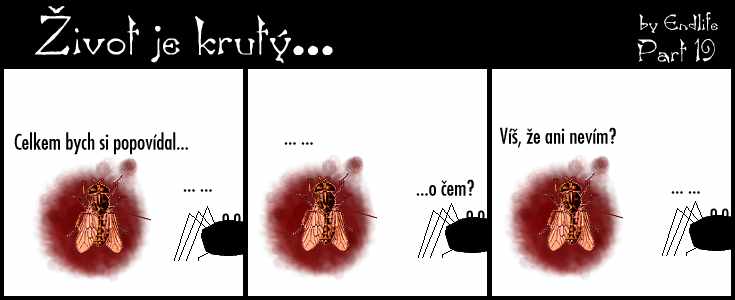 Život je krutý...
by Endlife
Part 19
Celkem bych si popovídal...
... ...
... ...
...o čem?
Víš, že ani nevím?
... ...